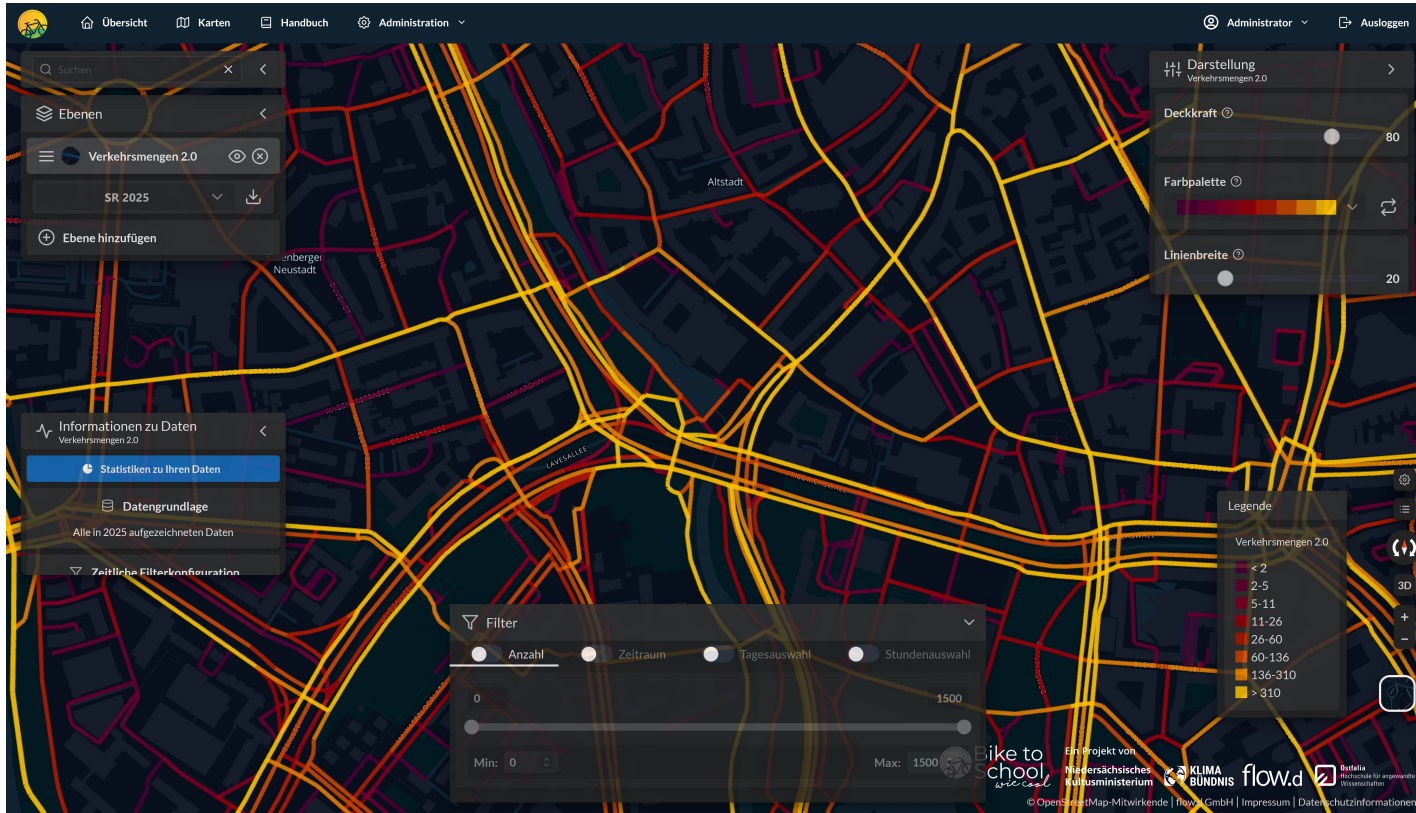 Übersicht
Karten
Handbuch
Administration
Administrator
Ausloggen
Suchen
Ebenen
Verkehrsmengen 2.0
SR 2025
Ebene hinzufügen
Neustadt
Altstadt
Darstellung
Verkehrsmengen 2.0
Deckkraft
80
Farbpalette
Linienbreite
20
LAVESALLEE
Informationen zu Daten
Verkehrsmengen 2.0
Statistiken zu Ihren Daten
Datengrundlage
Alle in 2025 aufgezeichneten Daten
Zeitliche Filterkonfiguration
Legende
Verkehrsmengen 2.0
< 2
2-5
5-11
11-26
26-60
60-136
136-310
> 310
3D
+
−
Filter
Anzahl
Zeitraum
Tagesauswahl
Stundenauswahl
0
1500
Min: 0
Max: 1500
Bike to
School
wie cool
Ein Projekt von
Niedersächsisches
Kultusministerium
KLIMA
BÜNDNIS
flow.d
Ostfalia
Hochschule für angewandte
Wissenschaften
© OpenStreetMap-Mitwirkende | flow.d GmbH | Impressum | Datenschutzinformationen